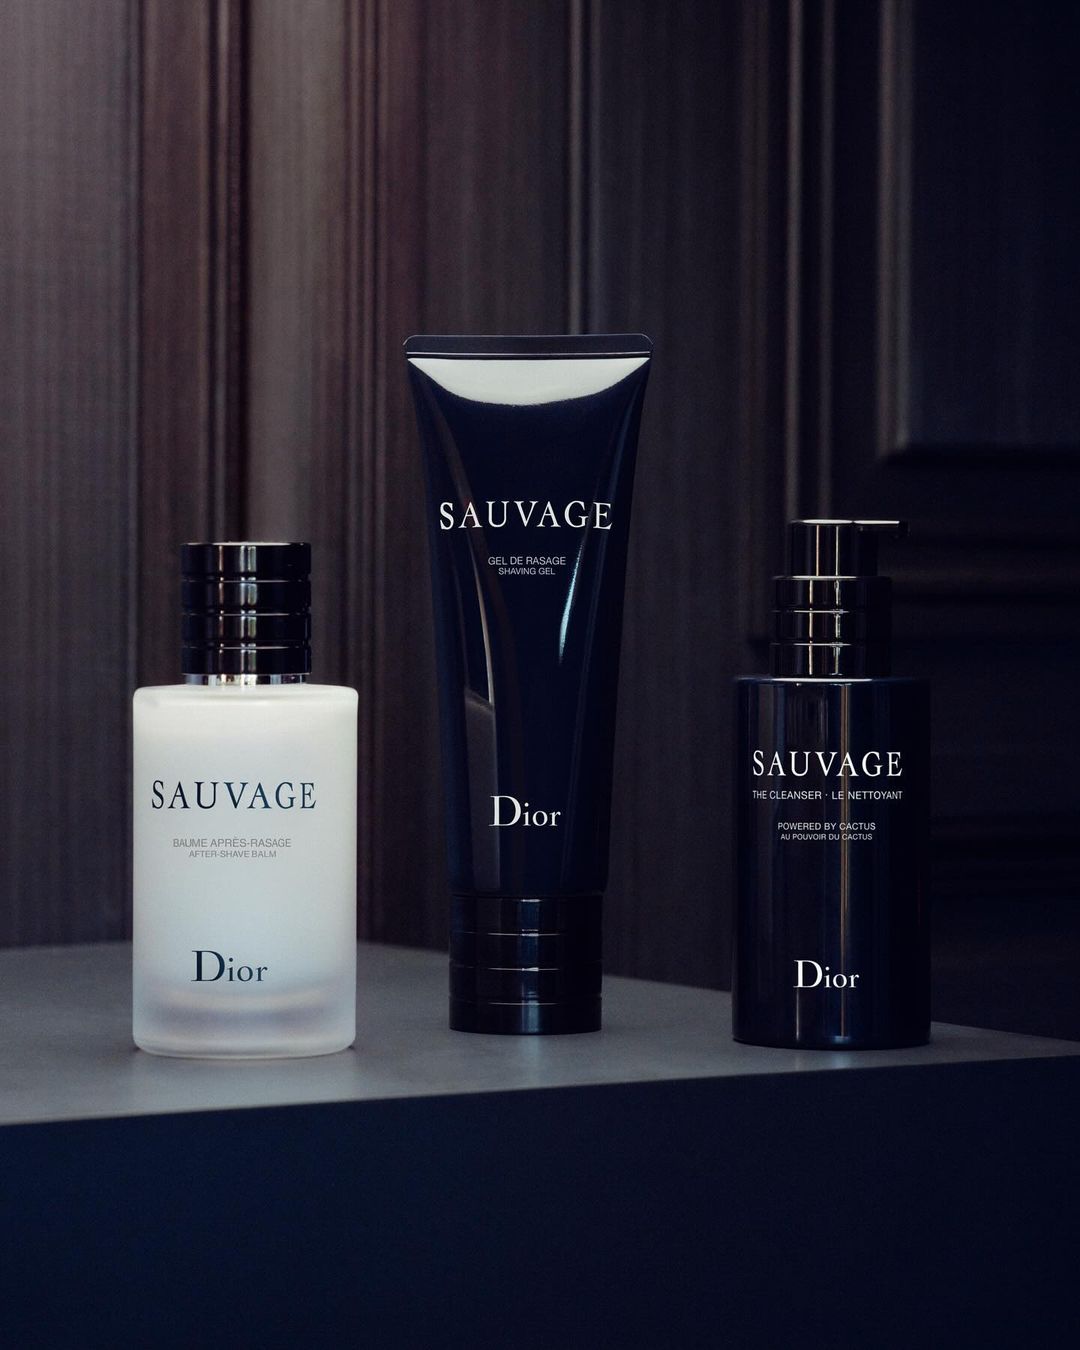 SAUVAGE
BAUME APRÈS-RASAGE
AFTER-SHAVE BALM
Dior
SAUVAGE
GEL DE RASAGE
SHAVING GEL
Dior
SAUVAGE
THE CLEANSER · LE NETTOYANT
POWERED BY CACTUS
AU POUVOIR DU CACTUS
Dior